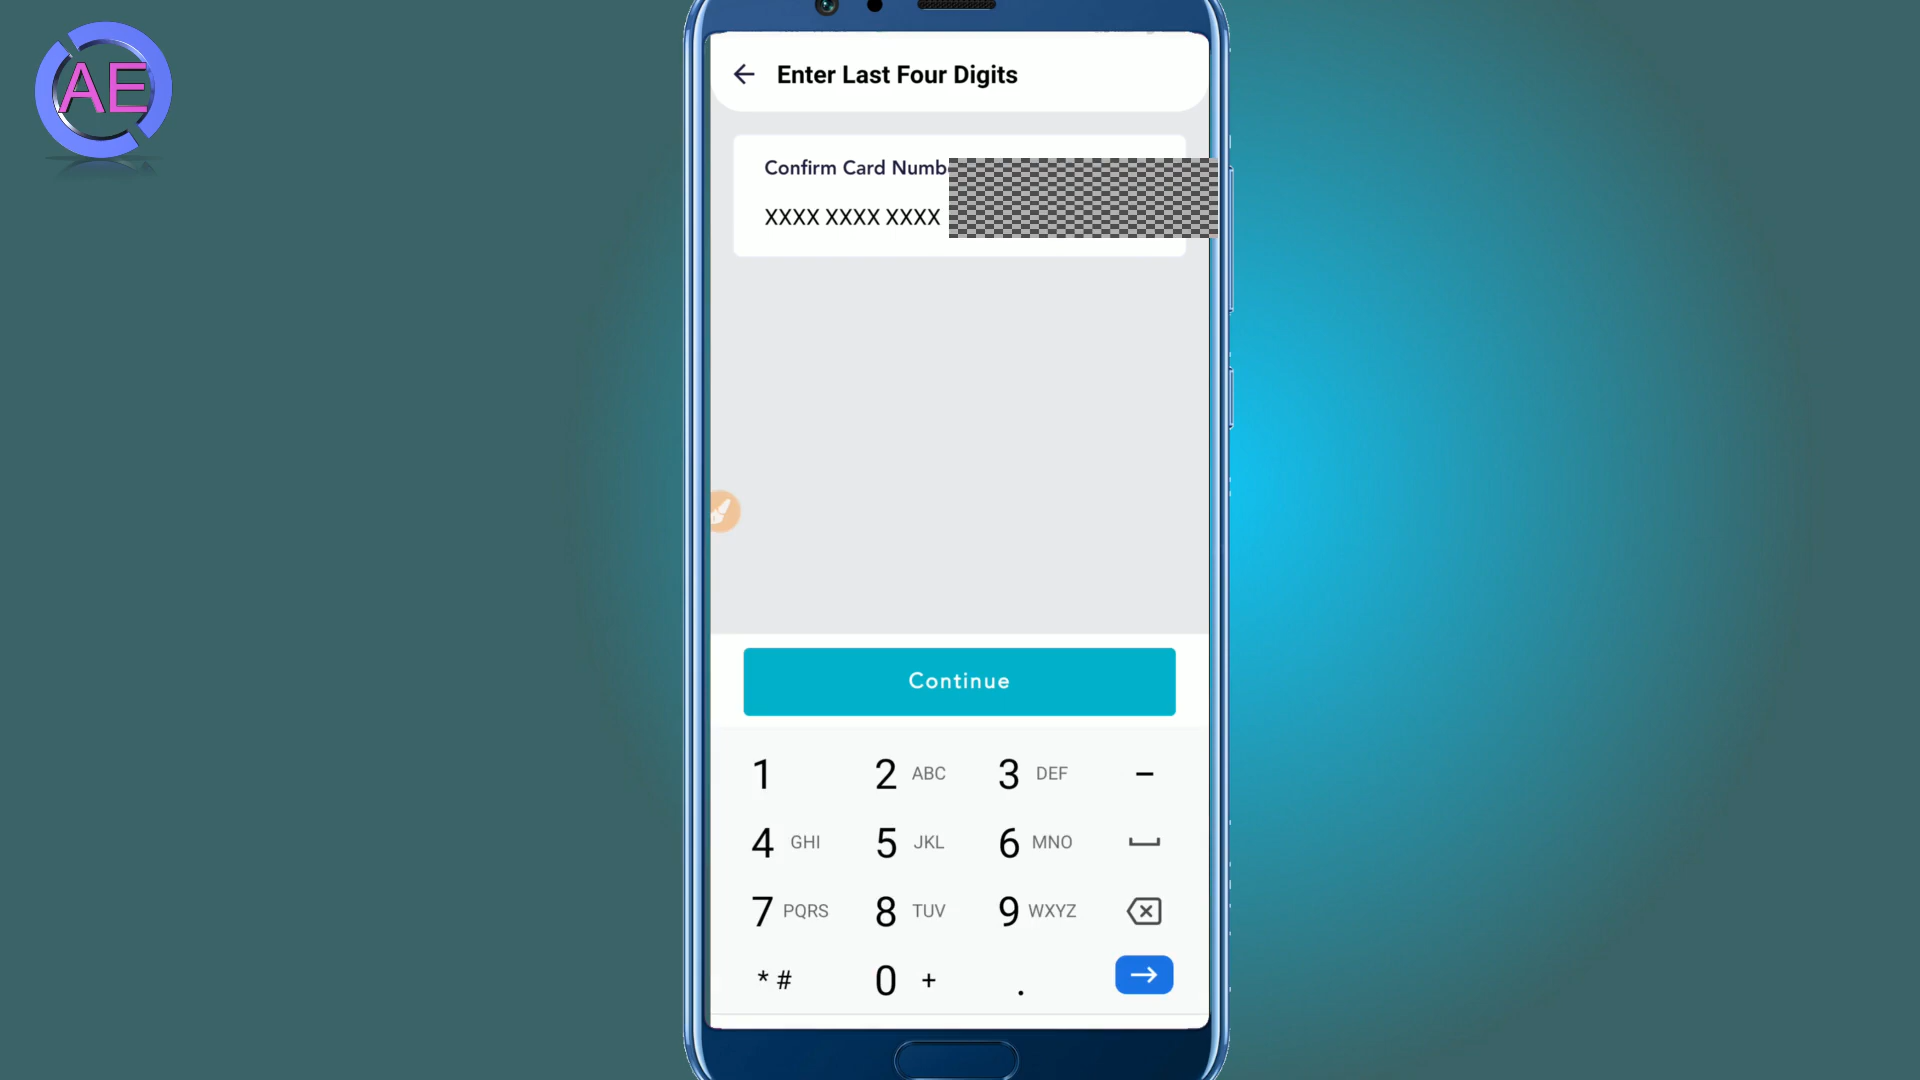 AE
Enter Last Four Digits
Confirm Card Numb
XXXX XXXX XXXX
Continue
1 2 ABC 3 DEF -
4 GHI 5 JKL 6 MNO
7 PQRS 8 TUV 9 WXYZ
* # 0 + .